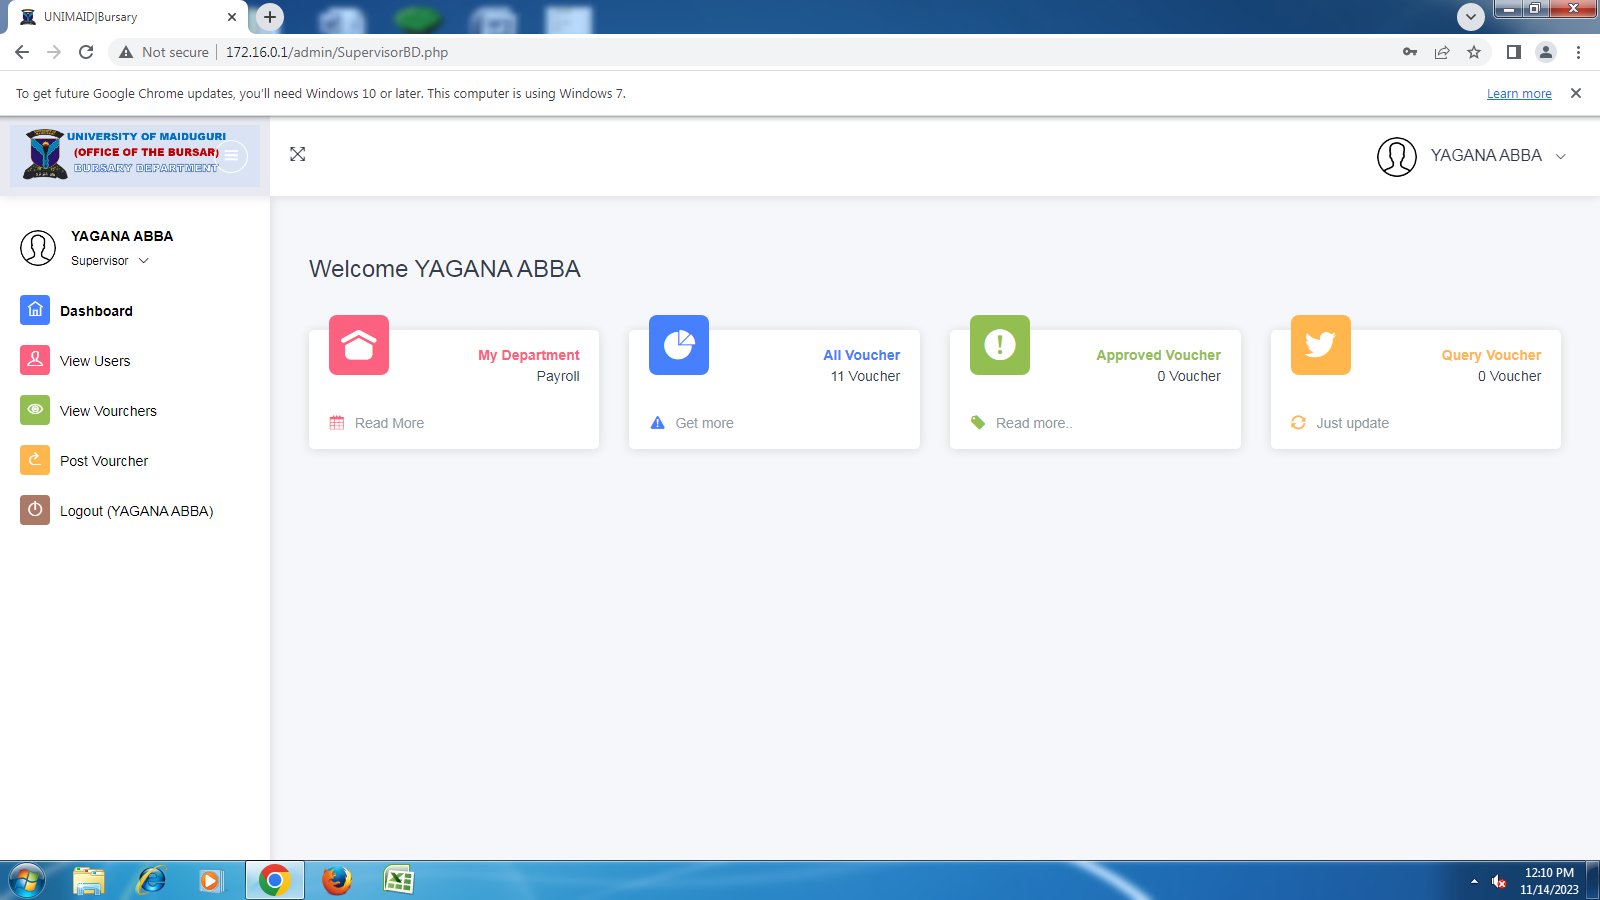 UNIMAID|Bursary
Not secure
172.16.0.1/admin/SupervisorBD.php
To get future Google Chrome updates, you'll need Windows 10 or later. This computer is using Windows 7.
Learn more
UNIVERSITY OF MAIDUGURI
(OFFICE OF THE BURSAR)
BURSARY DEPARTMENT
YAGANA ABBA
YAGANA ABBA
Supervisor
Dashboard
View Users
View Vourchers
Post Vourcher
Logout (YAGANA ABBA)
Welcome YAGANA ABBA
My Department
Payroll
Read More
All Voucher
11 Voucher
Get more
Approved Voucher
0 Voucher
Read more..
Query Voucher
0 Voucher
Just update
12:10 PM
11/14/2023